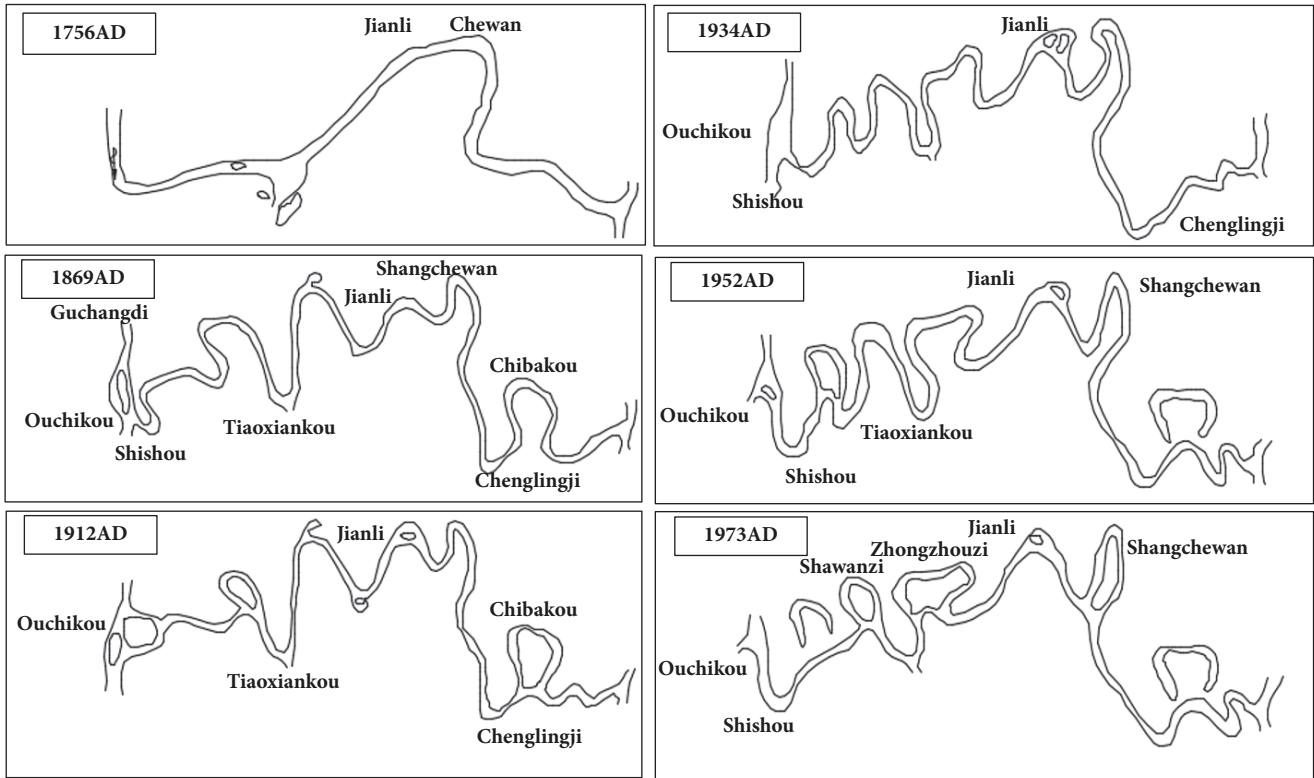 1756AD
Jianli
Chewan
1869AD
Guchangdi
Shangchewan
Jianli
Chibakou
Ouchikou
Tiaoxiankou
Shishou
Chenglingji
1912AD
Jianli
Chibakou
Ouchikou
Tiaoxiankou
Chenglingji
1934AD
Jianli
Ouchikou
Shishou
Chenglingji
1952AD
Jianli
Shangchewan
Ouchikou
Tiaoxiankou
Shishou
1973AD
Jianli
Zhongzhouzi
Shangchewan
Shawanzi
Ouchikou
Shishou